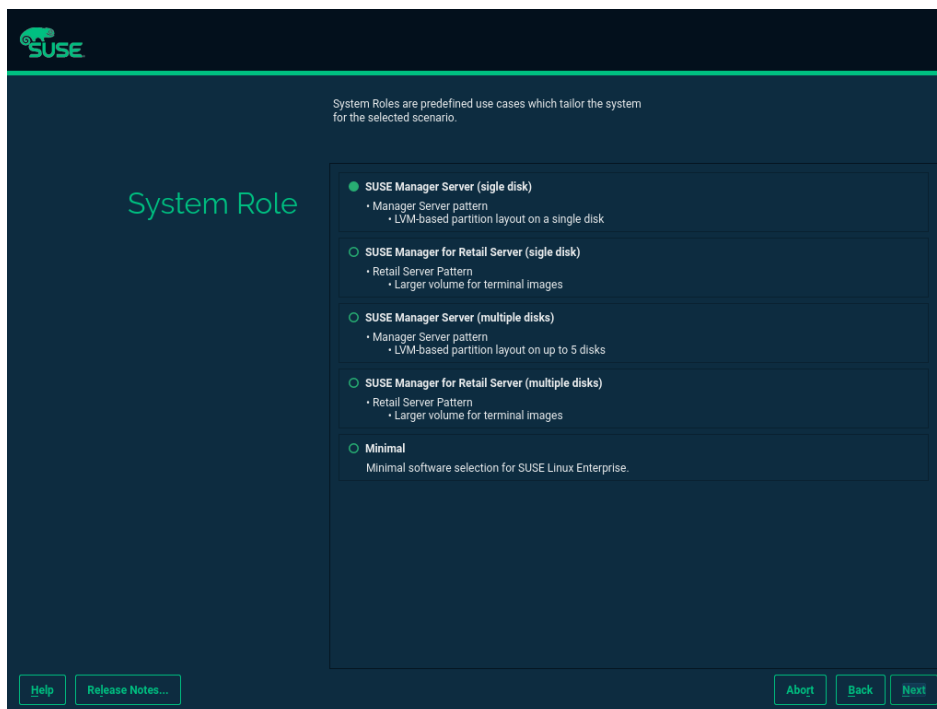 SUSE
System Roles are predefined use cases which tailor the system
for the selected scenario.
System Role
SUSE Manager Server (sigle disk)
• Manager Server pattern
• LVM-based partition layout on a single disk
SUSE Manager for Retail Server (sigle disk)
• Retail Server Pattern
• Larger volume for terminal images
SUSE Manager Server (multiple disks)
• Manager Server pattern
• LVM-based partition layout on up to 5 disks
SUSE Manager for Retail Server (multiple disks)
• Retail Server Pattern
• Larger volume for terminal images
Minimal
Minimal software selection for SUSE Linux Enterprise.
Help Release Notes... Abort Back Next